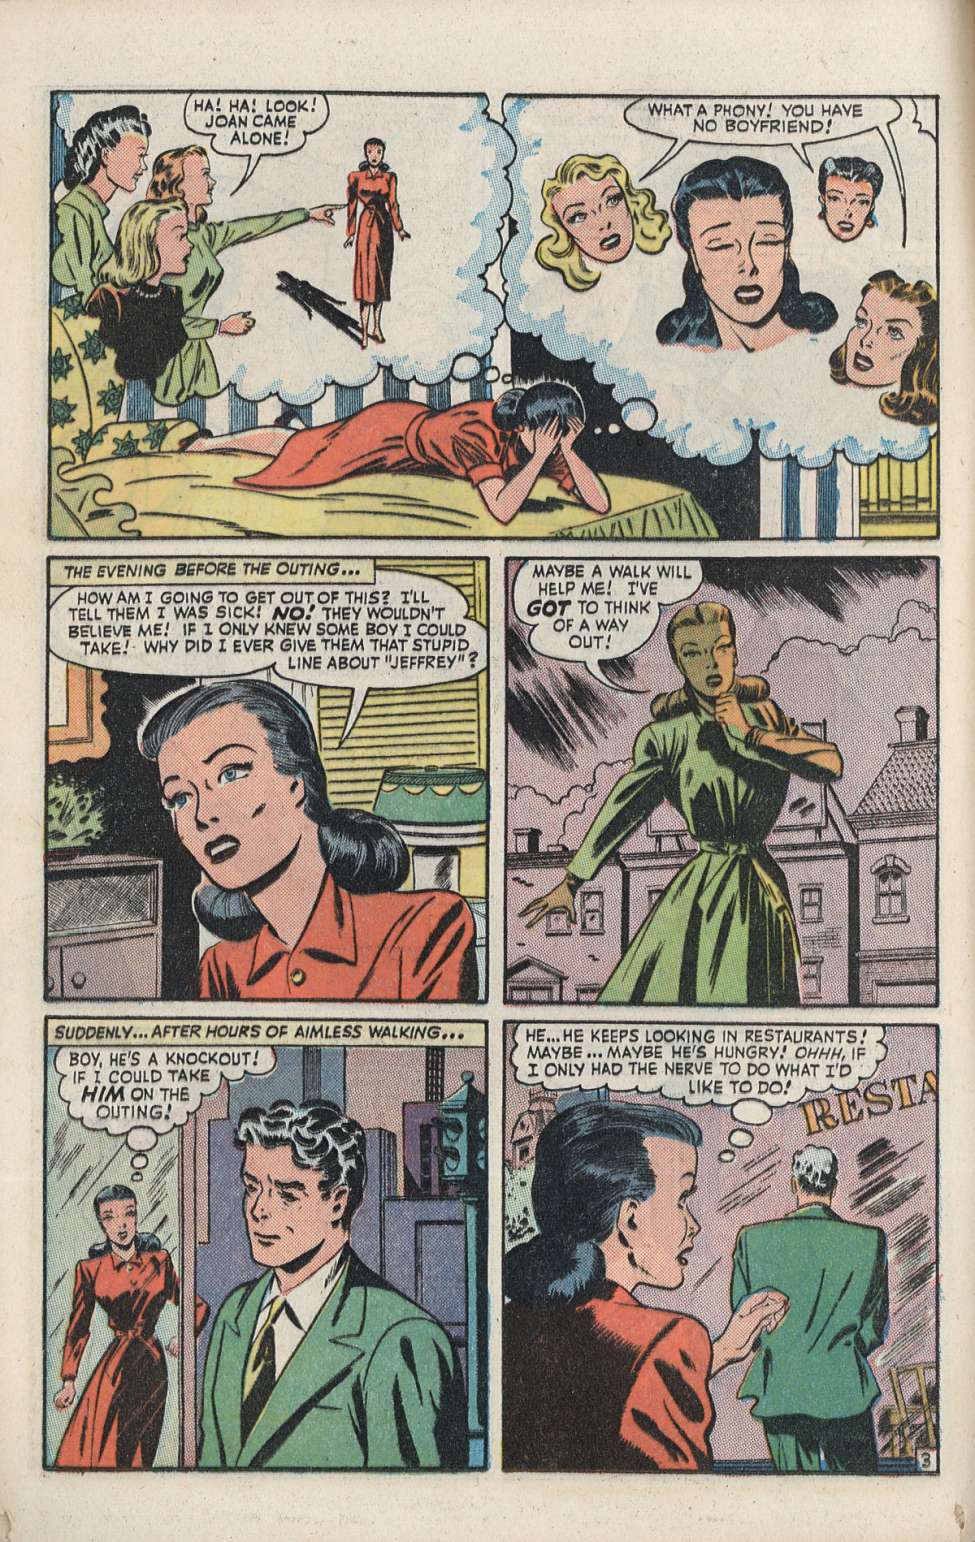 HA! HA! LOOK!
JOAN CAME
ALONE!
WHAT A PHONY! YOU HAVE
NO BOYFRIEND!
THE EVENING BEFORE THE OUTING...
HOW AM I GOING TO GET OUT OF THIS? I'LL
TELL THEM I WAS SICK! NO! THEY WOULDN'T
BELIEVE ME! IF I ONLY KNEW SOME BOY I COULD
TAKE! WHY DID I EVER GIVE THEM THAT STUPID
LINE ABOUT "JEFFREY"?
MAYBE A WALK WILL
HELP ME! I'VE
GOT TO THINK
OF A WAY
OUT!
SUDDENLY... AFTER HOURS OF AIMLESS WALKING...
BOY, HE'S A KNOCKOUT!
IF I COULD TAKE
HIM ON THE
OUTING!
HE... HE KEEPS LOOKING IN RESTAURANTS!
MAYBE... MAYBE HE'S HUNGRY! OHHH, IF
I ONLY HAD THE NERVE TO DO WHAT I'D
LIKE TO DO!
RESTA
3